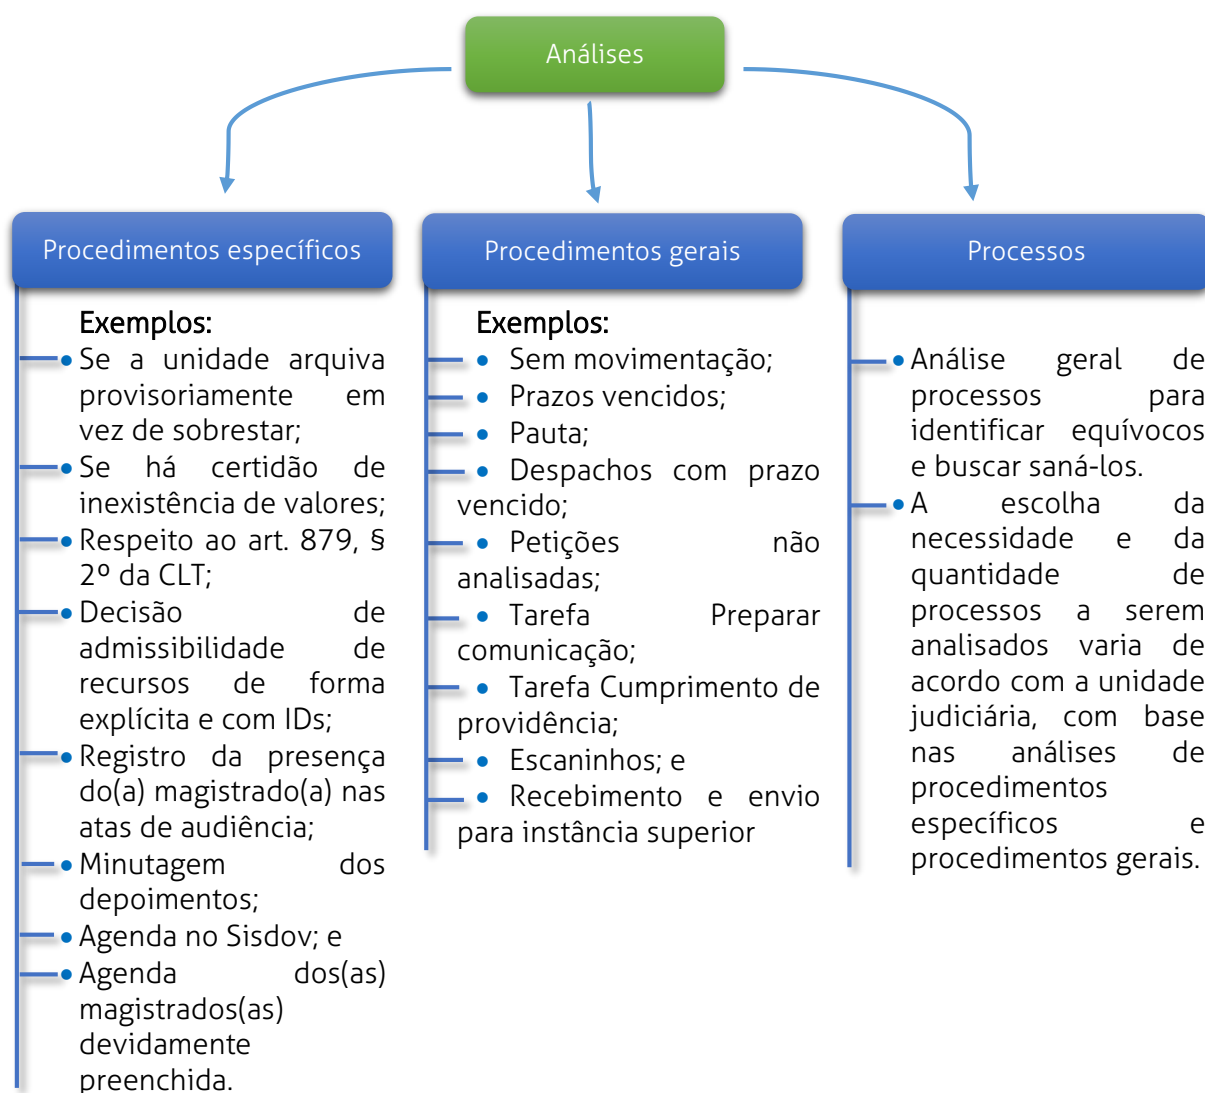 Análises
Procedimentos específicos
Exemplos:
• Se a unidade arquiva
provisoriamente em
vez de sobrestar;
• Se há certidão de
inexistência de valores;
• Respeito ao art. 879, §
2º da CLT;
• Decisão de
admissibilidade de
recursos de forma
explícita e com IDs;
• Registro da presença
do(a) magistrado(a) nas
atas de audiência;
• Minutagem dos
depoimentos;
• Agenda no Sisdov; e
• Agenda dos(as)
magistrados(as)
devidamente
preenchida.
Procedimentos gerais
Exemplos:
• Sem movimentação;
• Prazos vencidos;
• Pauta;
• Despachos com prazo
vencido;
• Petições não
analisadas;
• Tarefa Preparar
comunicação;
• Tarefa Cumprimento de
providência;
• Escaninhos; e
• Recebimento e envio
para instância superior
Processos
• Análise geral de
processos para
identificar equívocos
e buscar saná-los.
• A escolha da
necessidade e da
quantidade de
processos a serem
analisados varia de
acordo com a unidade
judiciária, com base
nas análises de
procedimentos
específicos e
procedimentos gerais.